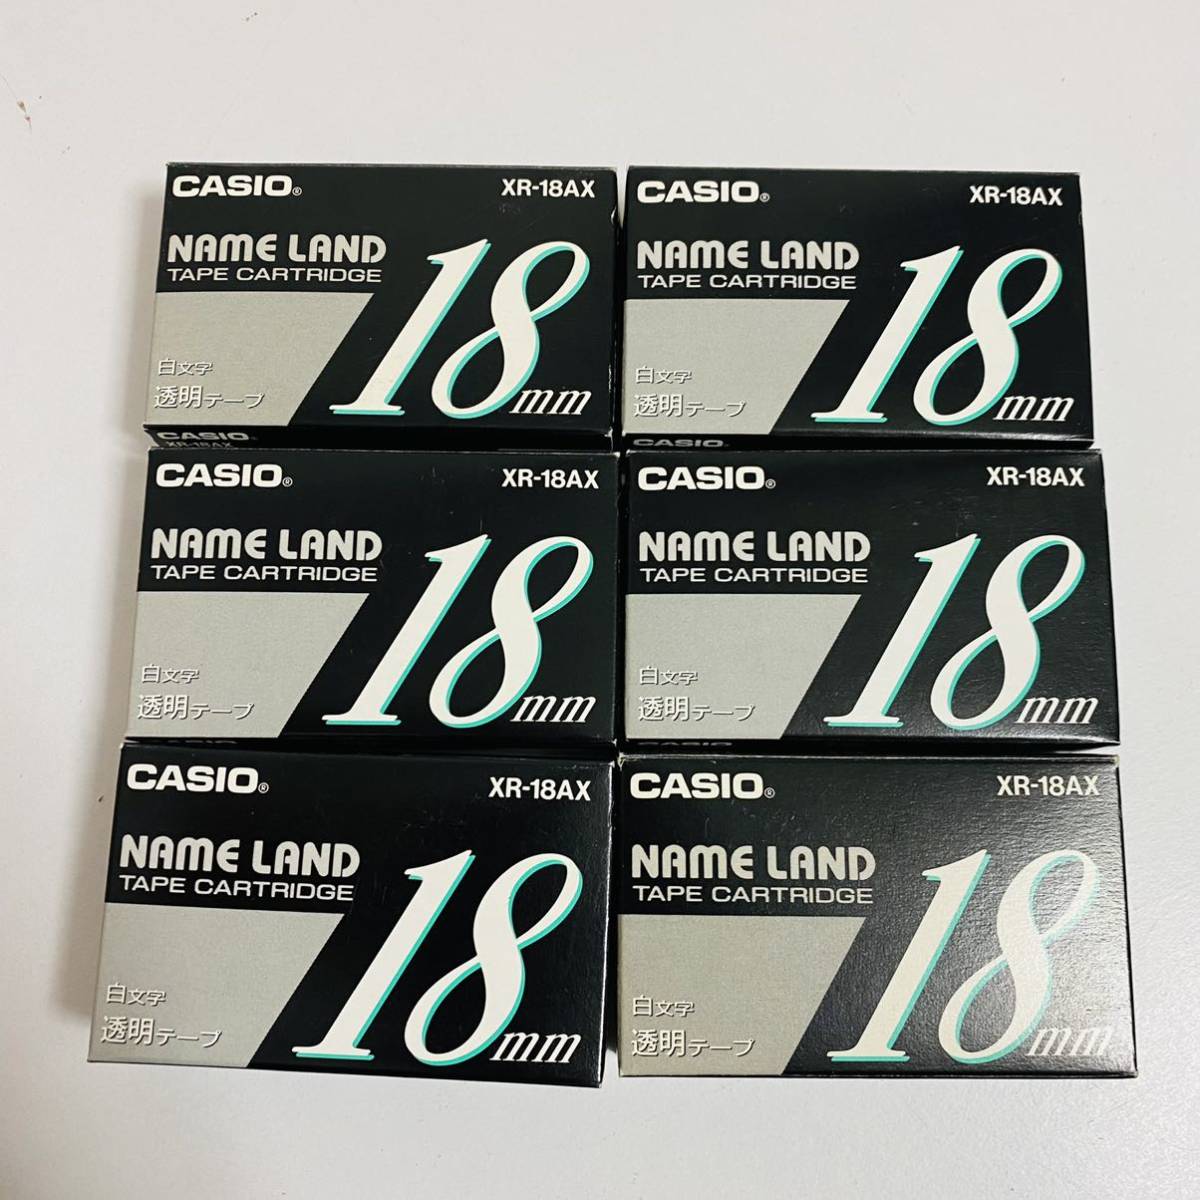 CASIO®
XR-18AX
NAME LAND
TAPE CARTRIDGE
18mm
白文字
透明テープ
CASIO®
XR-18AX
NAME LAND
TAPE CARTRIDGE
18mm
白文字
透明テープ
CASIO®
XR-18AX
CASIO®
CASIO®
XR-18AX
NAME LAND
TAPE CARTRIDGE
18mm
白文字
透明テープ
CASIO®
XR-18AX
NAME LAND
TAPE CARTRIDGE
18mm
白文字
透明テープ
CASIO®
XR-18AX
NAME LAND
TAPE CARTRIDGE
18mm
白文字
透明テープ
CASIO®
XR-18AX
NAME LAND
TAPE CARTRIDGE
18mm
白文字
透明テープ